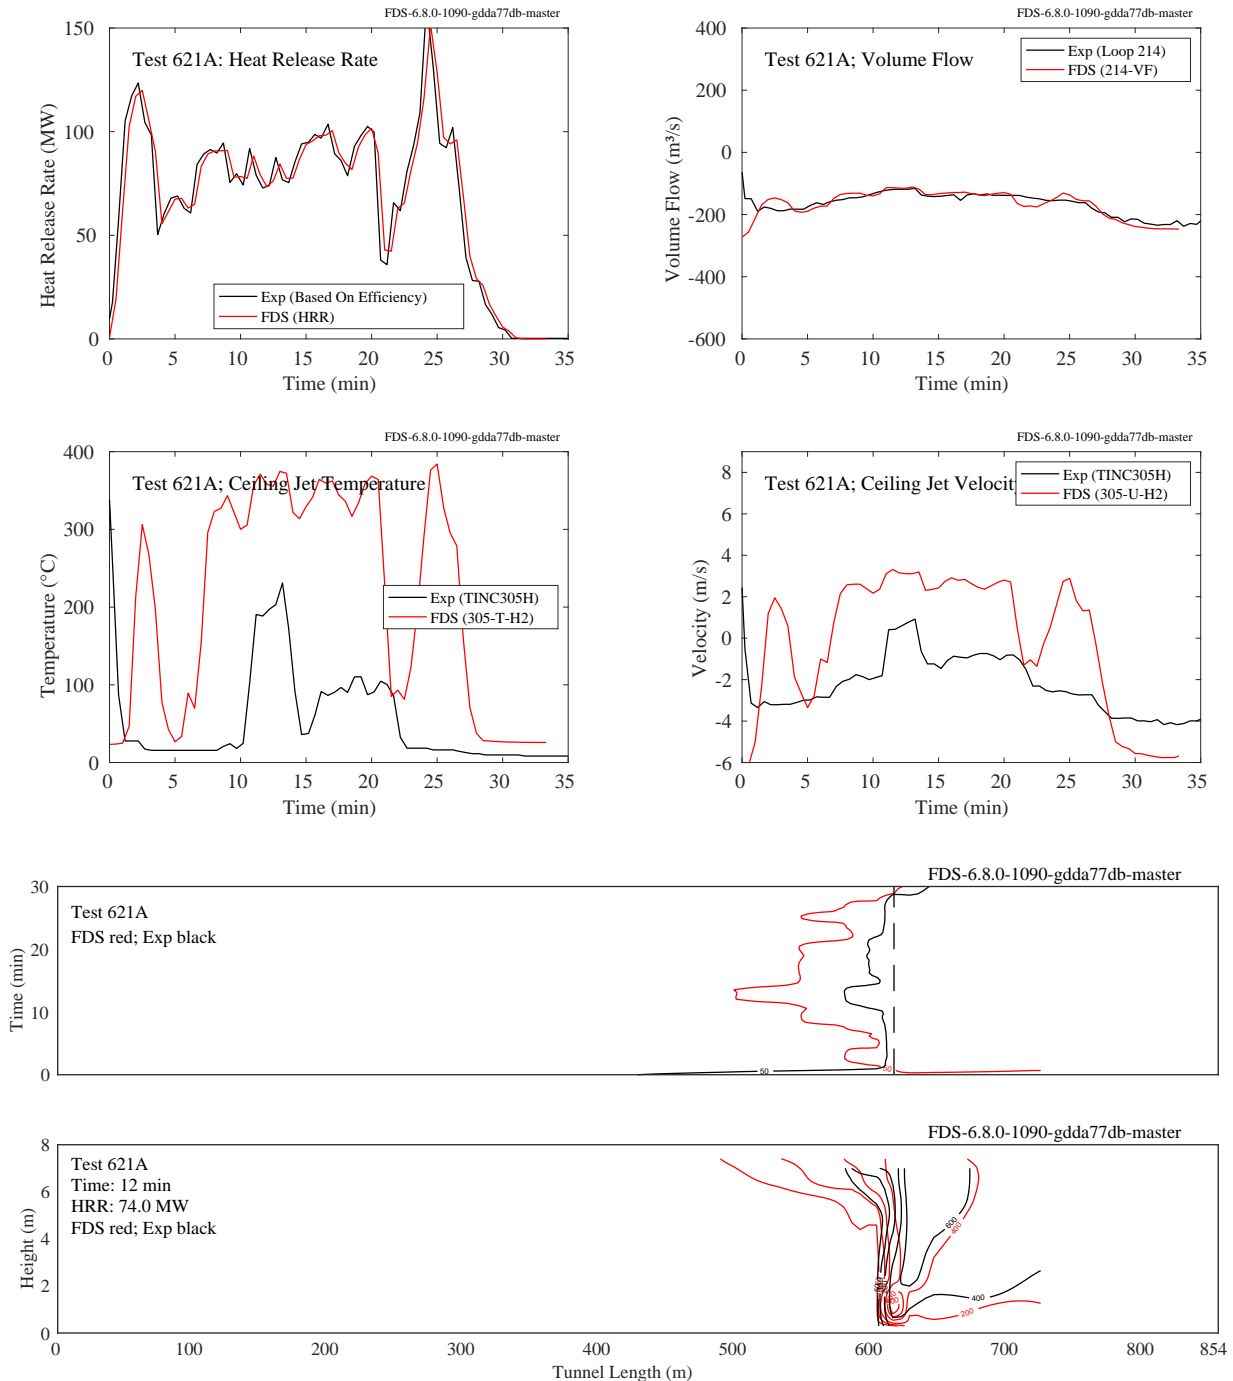 FDS-6.8.0-1090-gdda77db-master
Test 621A: Heat Release Rate
Heat Release Rate (MW)
150
100
50
0
Exp (Based On Efficiency)
FDS (HRR)
0 5 10 15 20 25 30 35
Time (min)
FDS-6.8.0-1090-gdda77db-master
Test 621A; Volume Flow
Exp (Loop 214)
FDS (214-VF)
Volume Flow (m³/s)
400
200
0
-200
-400
-600
0 5 10 15 20 25 30 35
Time (min)
FDS-6.8.0-1090-gdda77db-master
Test 621A; Ceiling Jet Temperature
Temperature (°C)
400
300
200
100
0
Exp (TINC305H)
FDS (305-T-H2)
0 5 10 15 20 25 30 35
Time (min)
FDS-6.8.0-1090-gdda77db-master
Test 621A; Ceiling Jet Velocity
Exp (TINC305H)
FDS (305-U-H2)
Velocity (m/s)
8
6
4
2
0
-2
-4
-6
0 5 10 15 20 25 30 35
Time (min)
FDS-6.8.0-1090-gdda77db-master
Test 621A
FDS red; Exp black
Time (min)
30
20
10
0
50
50
FDS-6.8.0-1090-gdda77db-master
Test 621A
Time: 12 min
HRR: 74.0 MW
FDS red; Exp black
Height (m)
8
6
4
2
0
600
400
400
200
0 100 200 300 400 500 600 700 800 854
Tunnel Length (m)